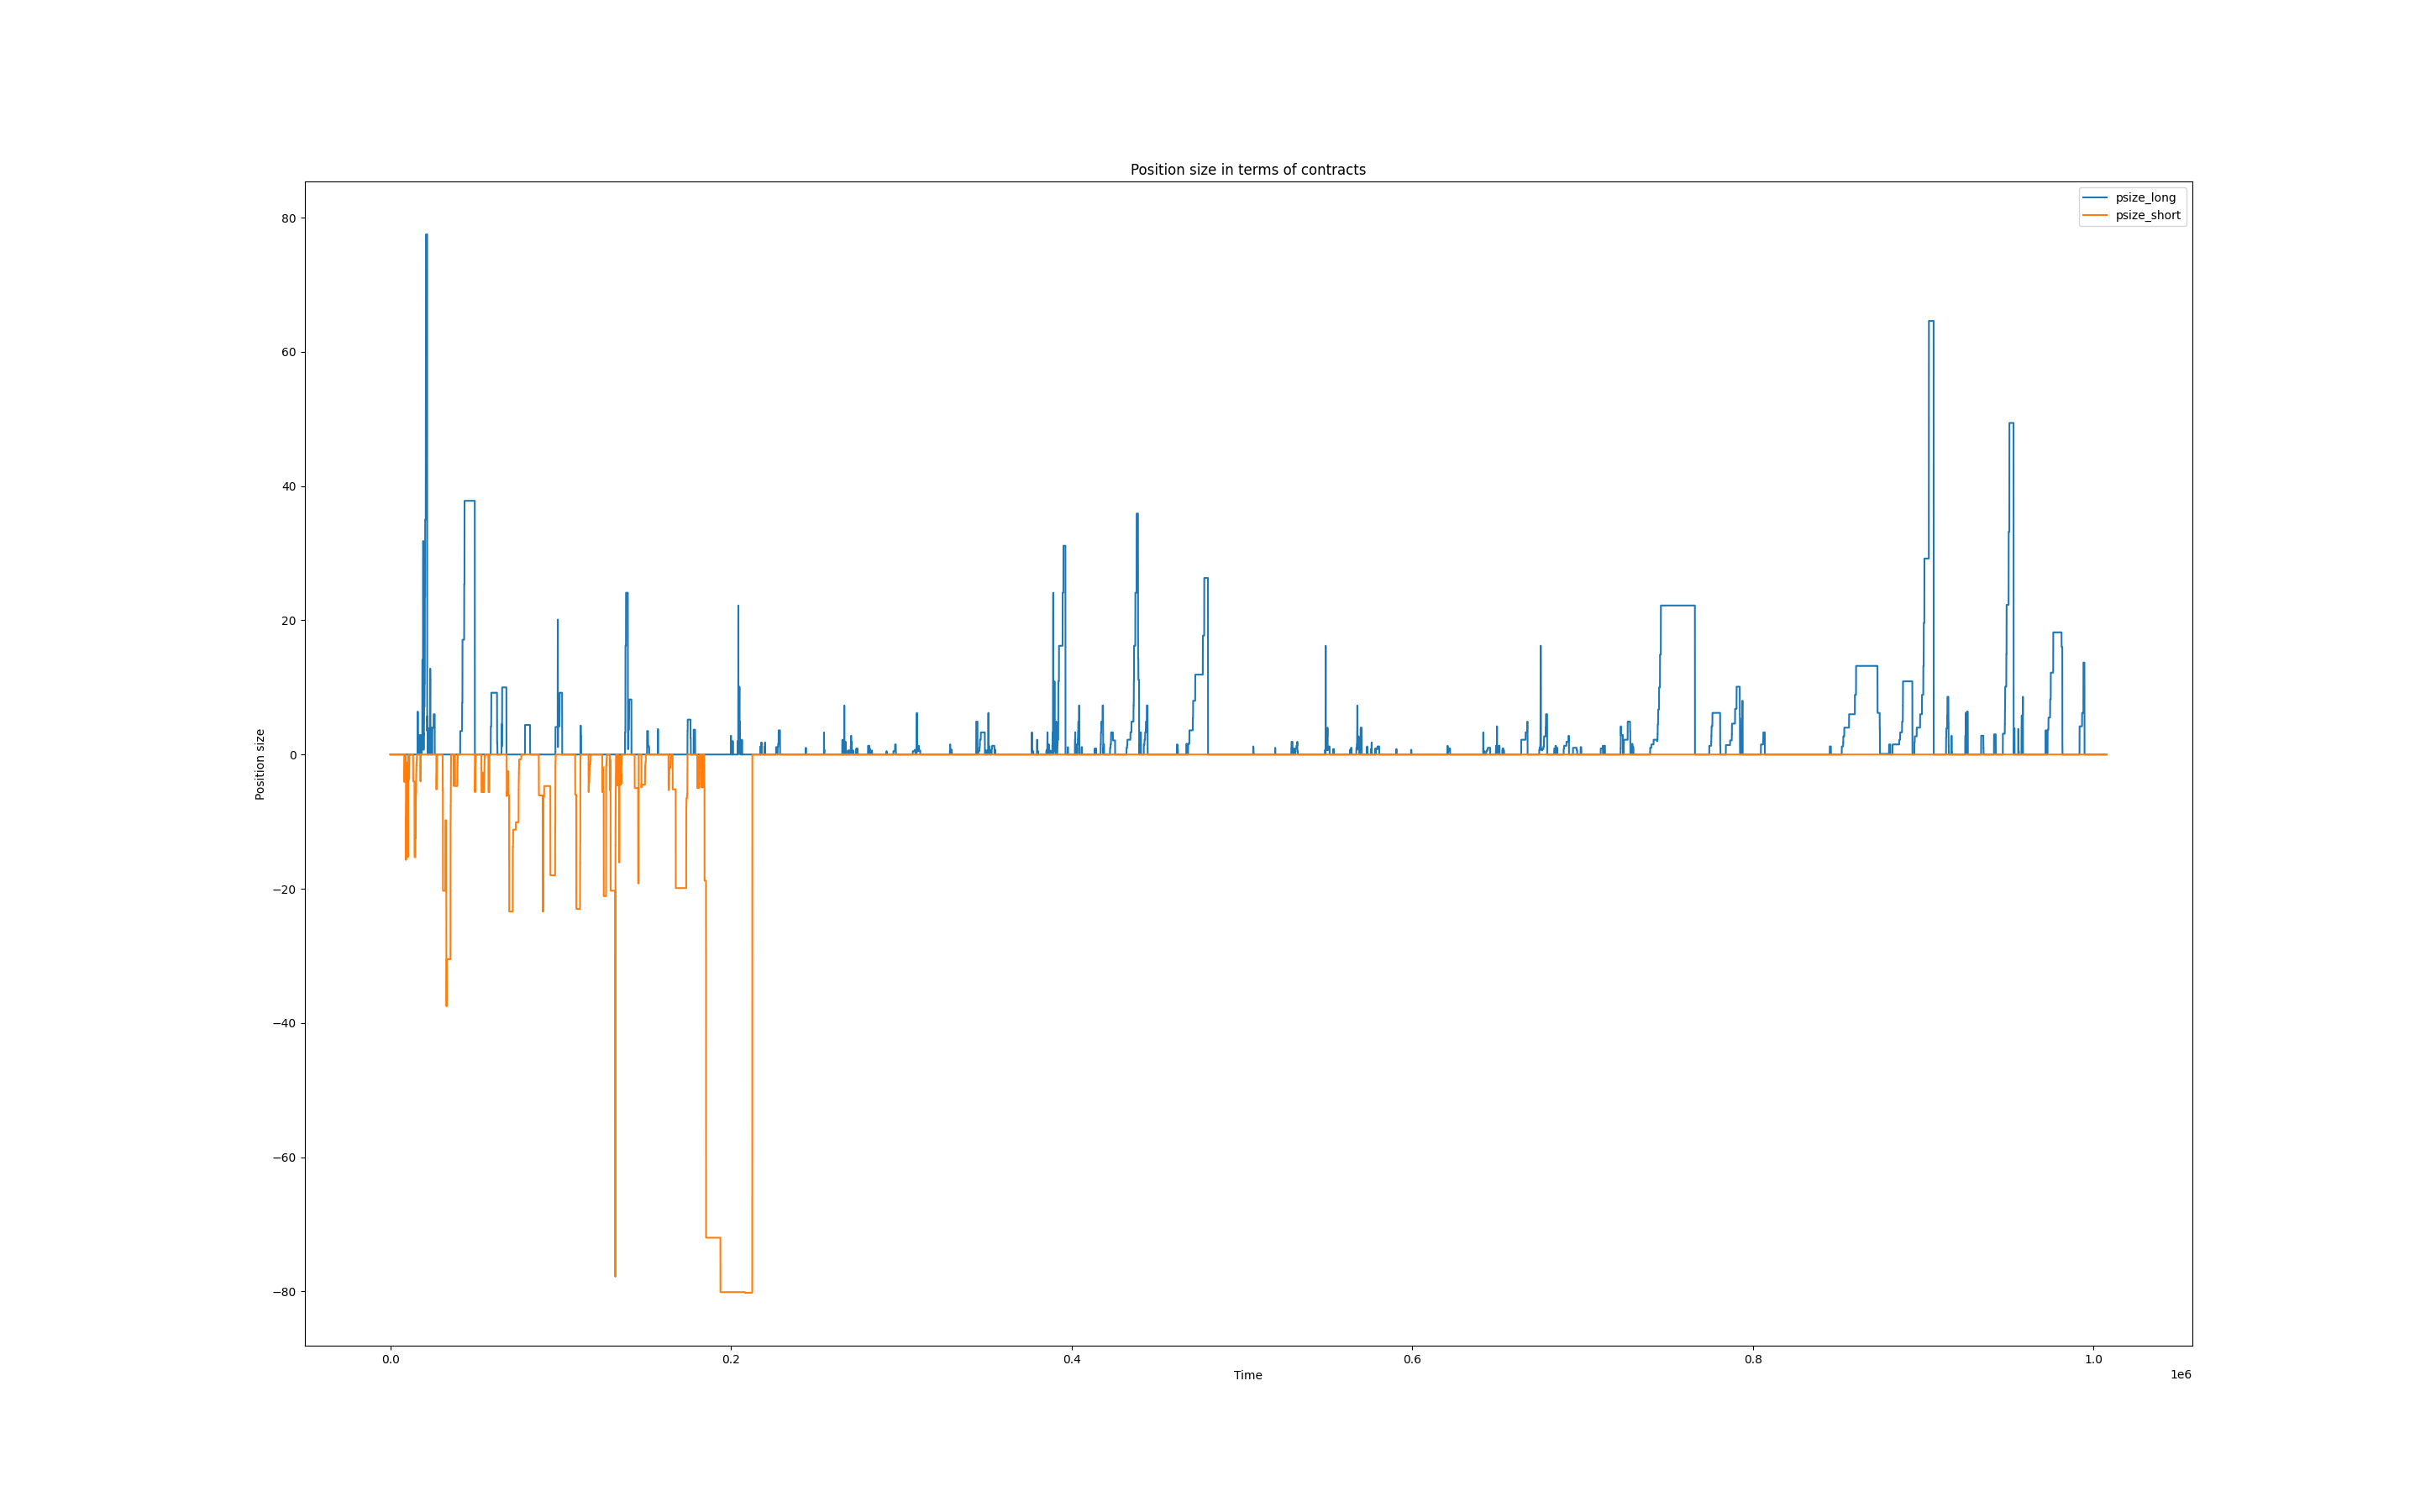 Position size in terms of contracts
psize_long
psize_short
Position size
80
60
40
20
0
−20
−40
−60
−80
0.0
0.2
0.4
0.6
0.8
1.0
1e6
Time